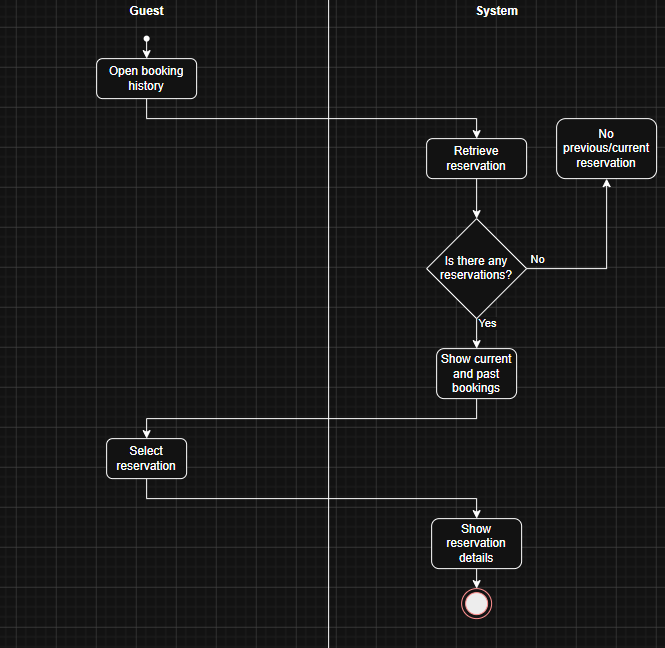 Guest
System
Open booking
history
Retrieve
reservation
No
previous/current
reservation
Is there any
reservations?
No
Yes
Show current
and past
bookings
Select
reservation
Show
reservation
details